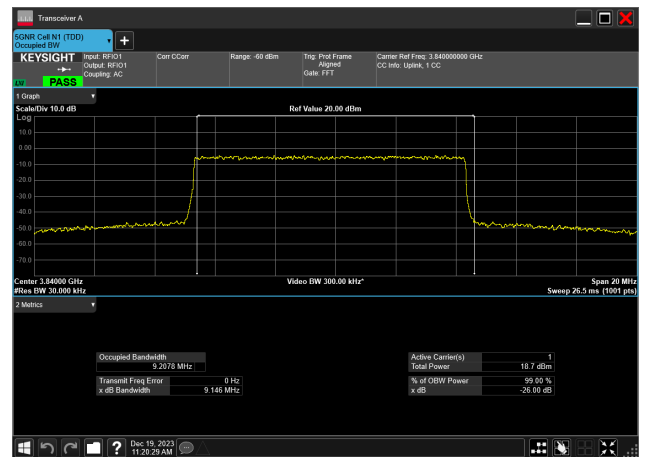 Transceiver A
5GNR Cell N1 (TDD)
Occupied BW
KEYSIGHT
LXI
PASS
Input: RFIO1
Output: RFIO1
Coupling: AC
Corr CCorr
Range: -60 dBm
Trig: Prot Frame
Aligned
Gate: FFT
Carrier Ref Freq: 3.840000000 GHz
CC Info: Uplink, 1 CC
1 Graph
Scale/Div 10.0 dB
Ref Value 20.00 dBm
Log
10.0
0.00
-10.0
-20.0
-30.0
-40.0
-50.0
-60.0
-70.0
Center 3.84000 GHz
Video BW 300.00 kHz*
Span 20 MHz
#Res BW 30.000 kHz
Sweep 26.5 ms (1001 pts)
2 Metrics
Occupied Bandwidth
9.2078 MHz
Active Carrier(s) 1
Total Power 18.7 dBm
Transmit Freq Error 0 Hz
x dB Bandwidth 9.146 MHz
% of OBW Power 99.00 %
x dB -26.00 dB
?
Dec 19, 2023
11:20:29 AM